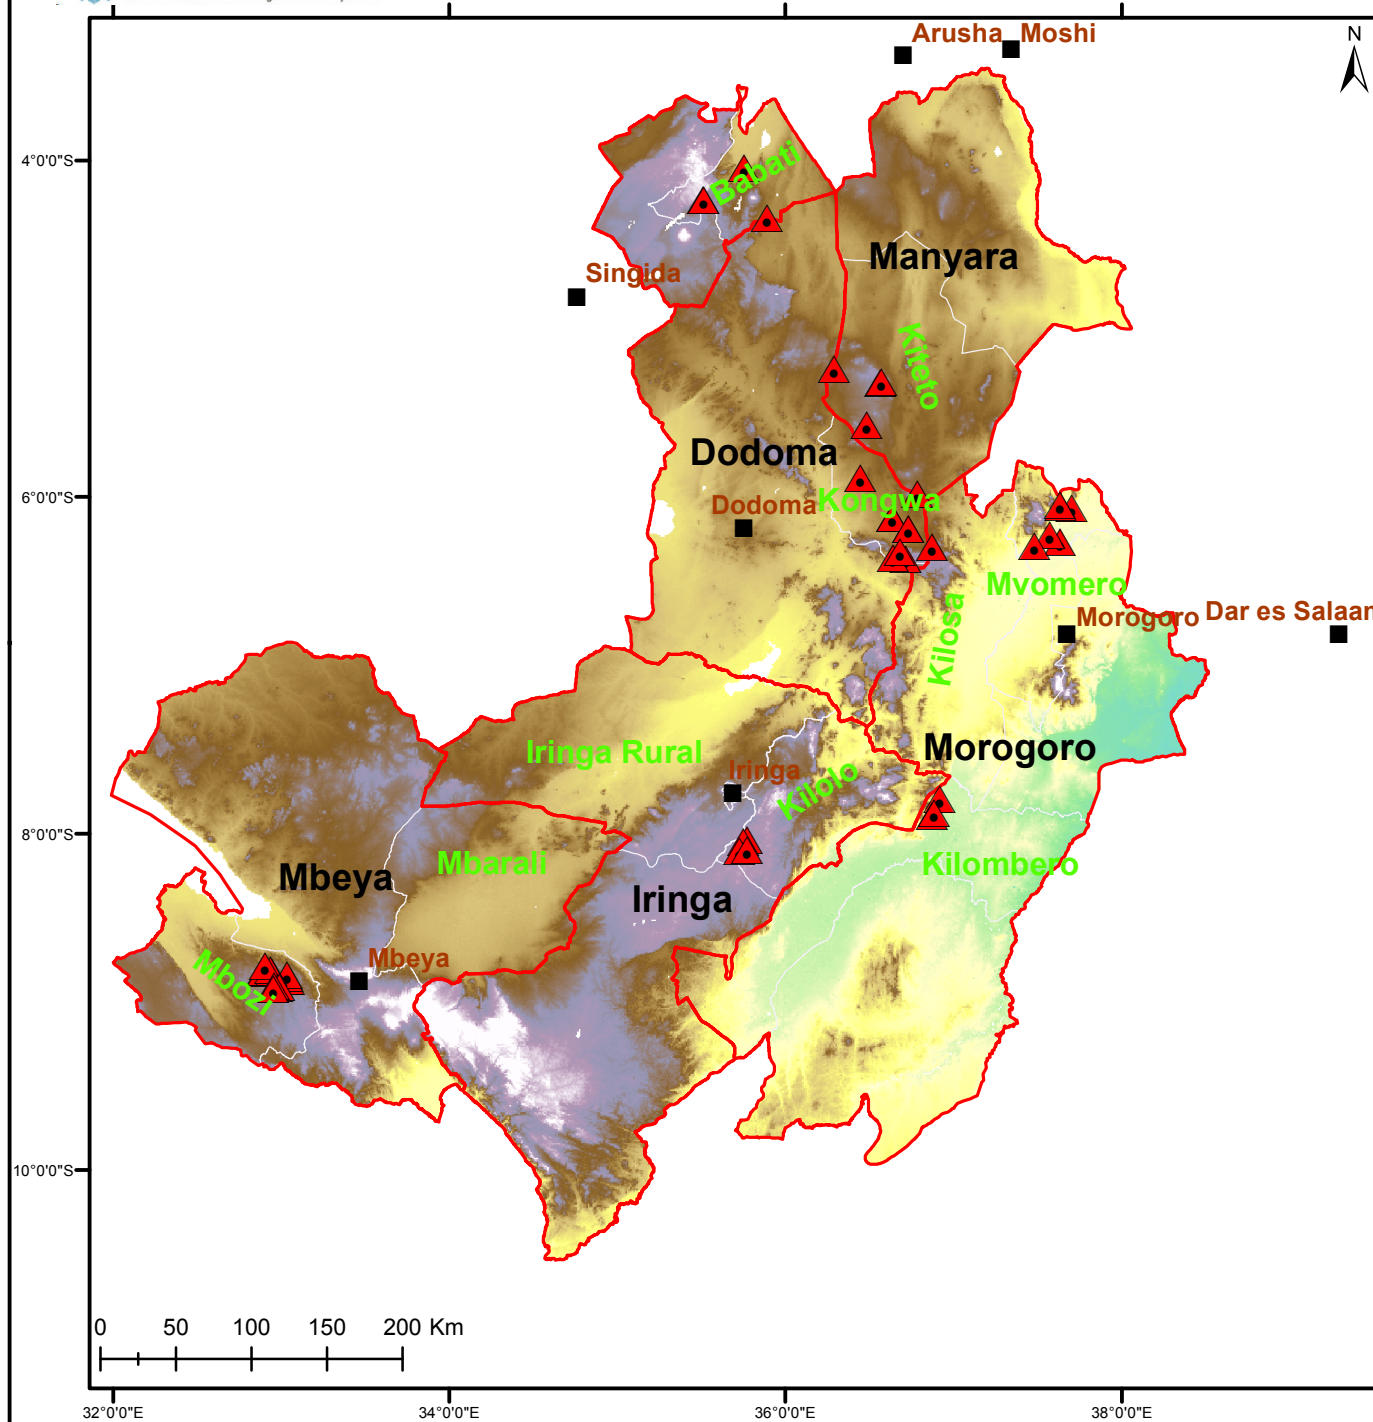 Arusha Moshi
N
4°0'0"S
Babati
Manyara
Singida
Kiteto
Dodoma
6°0'0"S
Kongwa
Dodoma
Mvomero
Kilosa
Morogoro
Dar es Salaan
Iringa Rural
Morogoro
Iringa
Kilolo
8°0'0"S
Mbarali
Kilombero
Mbeya
Iringa
Mbeya
Mbozi
10°0'0"S
0 50 100 150 200 Km
32°0'0"E 34°0'0"E 36°0'0"E 38°0'0"E